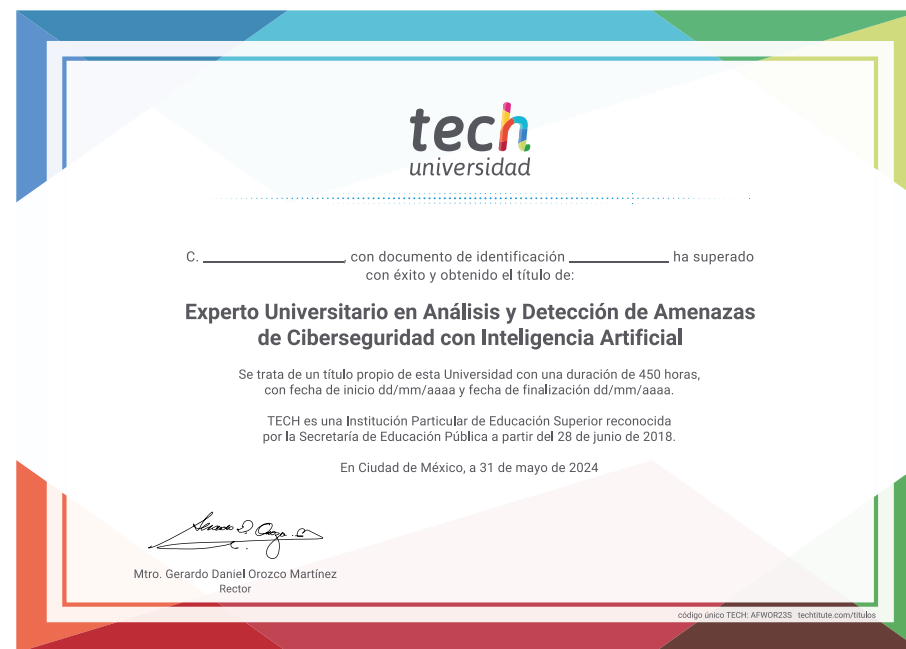 tech
universidad
C. ____________, con documento de identificación ____________ ha superado
con éxito y obtenido el título de:
Experto Universitario en Análisis y Detección de Amenazas
de Ciberseguridad con Inteligencia Artificial
Se trata de un título propio de esta Universidad con una duración de 450 horas,
con fecha de inicio dd/mm/aaaa y fecha de finalización dd/mm/aaaa.
TECH es una Institución Particular de Educación Superior reconocida
por la Secretaría de Educación Pública a partir del 28 de junio de 2018.
En Ciudad de México, a 31 de mayo de 2024
Mtro. Gerardo Daniel Orozco Martínez
Rector
código único TECH: AFWOR23S techtitute.com/titulos